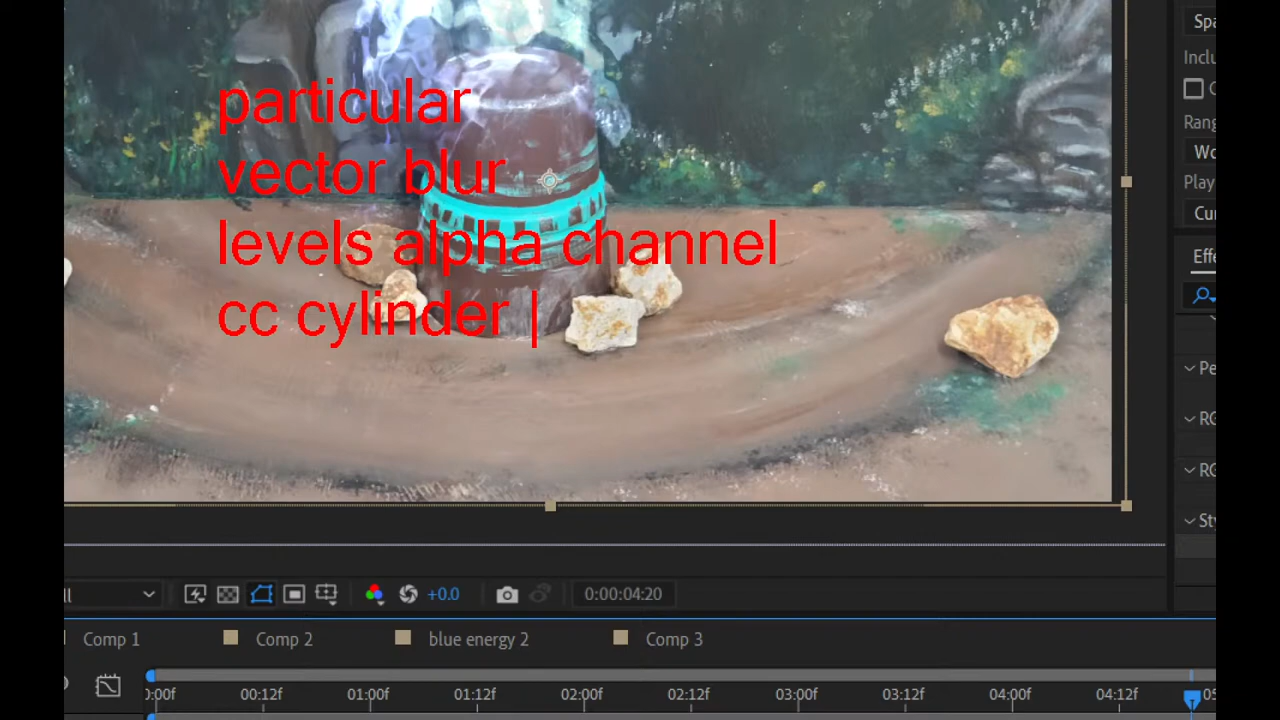 particular
vector blur
levels alpha channel
cc cylinder
Comp 1
Comp 2
blue energy 2
Comp 3
+0.0
0:00:04:20
00:12f
01:00f
01:12f
02:00f
02:12f
03:00f
03:12f
04:00f
04:12f